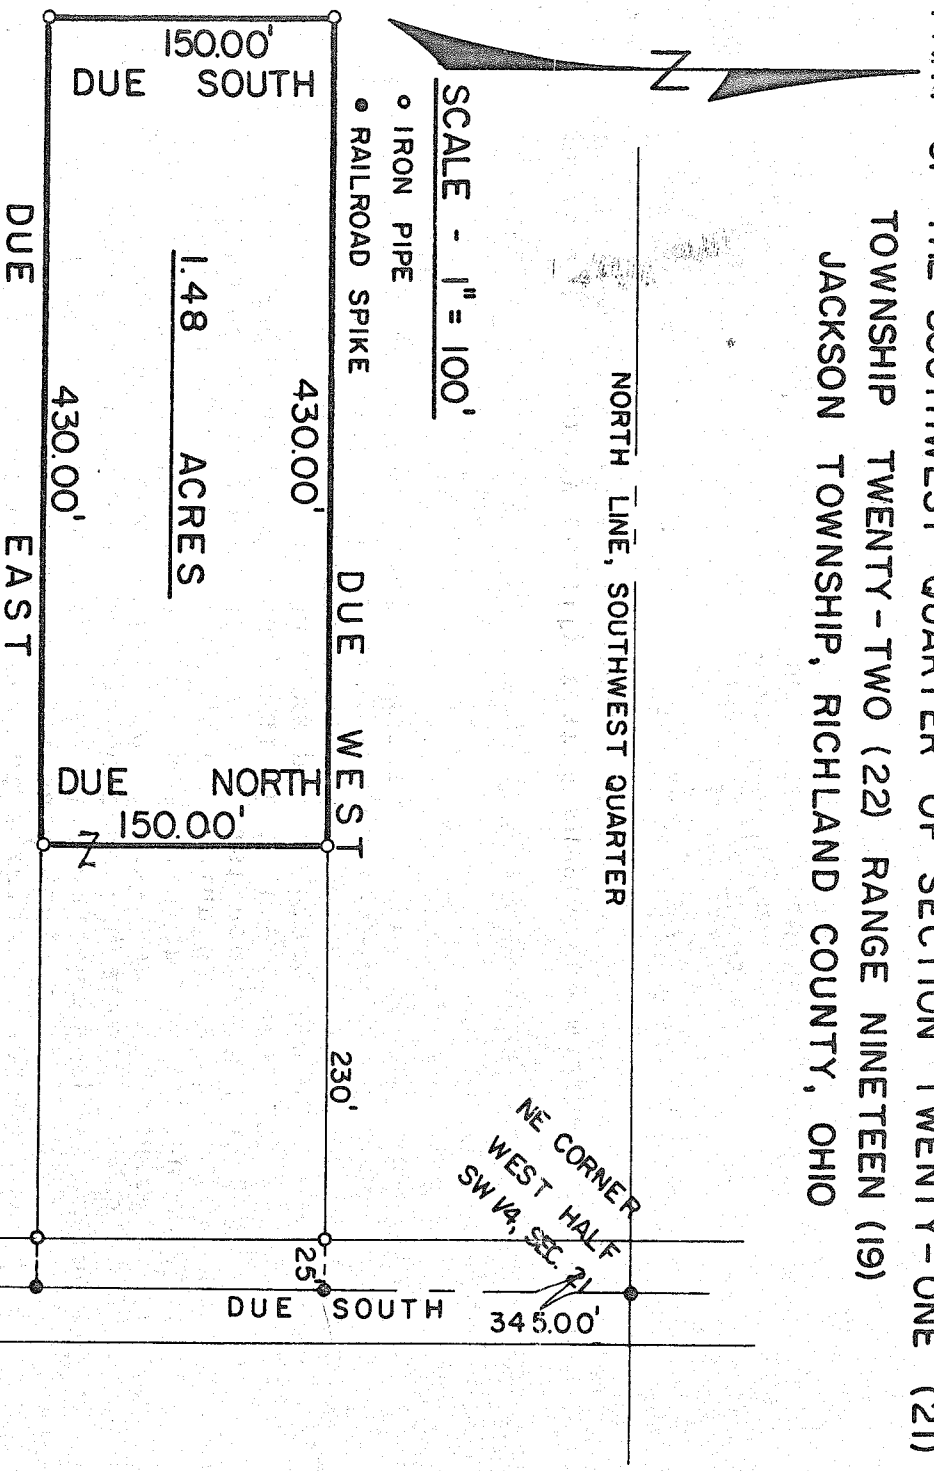 THE SOUTHWEST QUARTER OF SECTION TWENTY-ONE (21)
TOWNSHIP TWENTY-TWO (22) RANGE NINETEEN (19)
JACKSON TOWNSHIP, RICHLAND COUNTY, OHIO
NORTH LINE, SOUTHWEST QUARTER
NE CORNER
WEST HALF
SW 1/4, SEC. 21
345.00'
DUE SOUTH
Z
SCALE - 1" = 100'
IRON PIPE
RAILROAD SPIKE
DUE WEST
430.00'
230'
25'
150.00'
DUE SOUTH
1.48 ACRES
DUE NORTH
150.00'
430.00'
DUE EAST